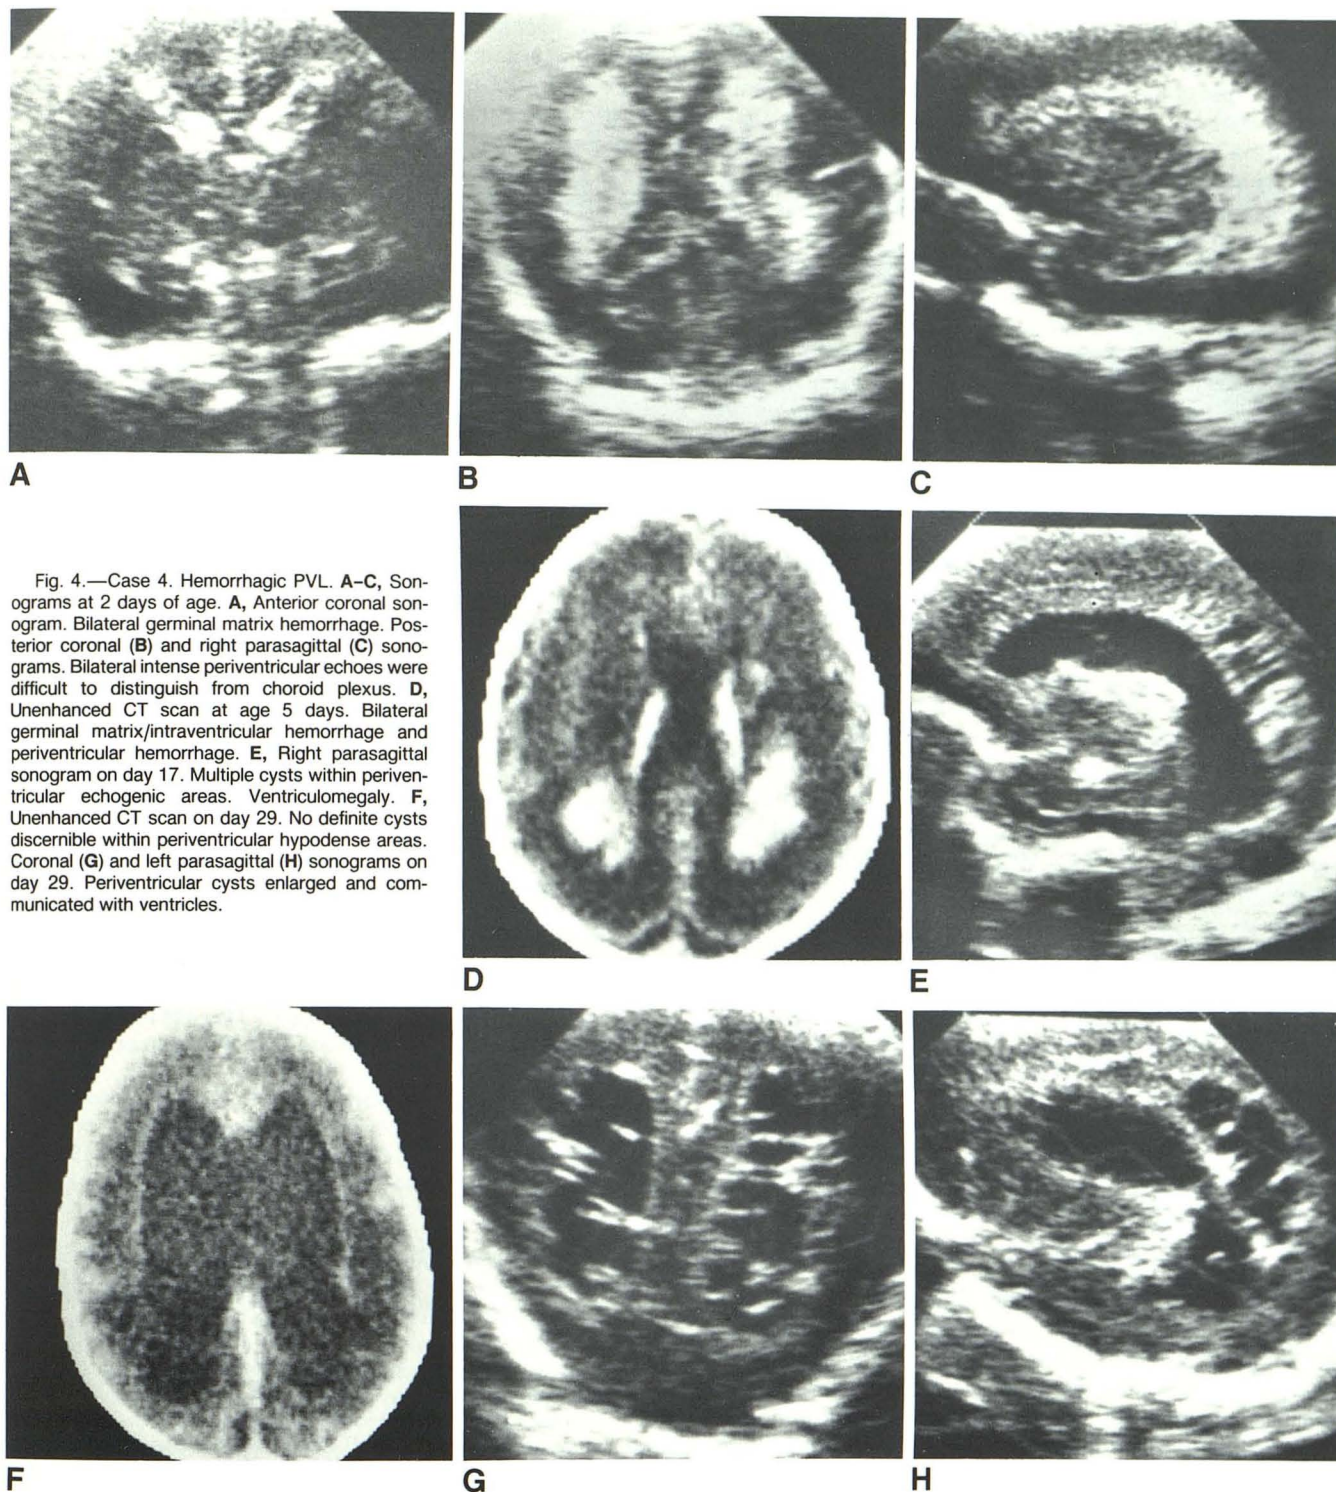 A
B
C
Fig. 4.—Case 4. Hemorrhagic PVL. A–C, Son-
ograms at 2 days of age. A, Anterior coronal son-
ogram. Bilateral germinal matrix hemorrhage. Pos-
terior coronal (B) and right parasagittal (C) sono-
grams. Bilateral intense periventricular echoes were
difficult to distinguish from choroid plexus. D,
Unenhanced CT scan at age 5 days. Bilateral
germinal matrix/intraventricular hemorrhage and
periventricular hemorrhage. E, Right parasagittal
sonogram on day 17. Multiple cysts within periven-
tricular echogenic areas. Ventriculomegaly. F,
Unenhanced CT scan on day 29. No definite cysts
discernible within periventricular hypodense areas.
Coronal (G) and left parasagittal (H) sonograms on
day 29. Periventricular cysts enlarged and com-
municated with ventricles.
D
E
F
G
H